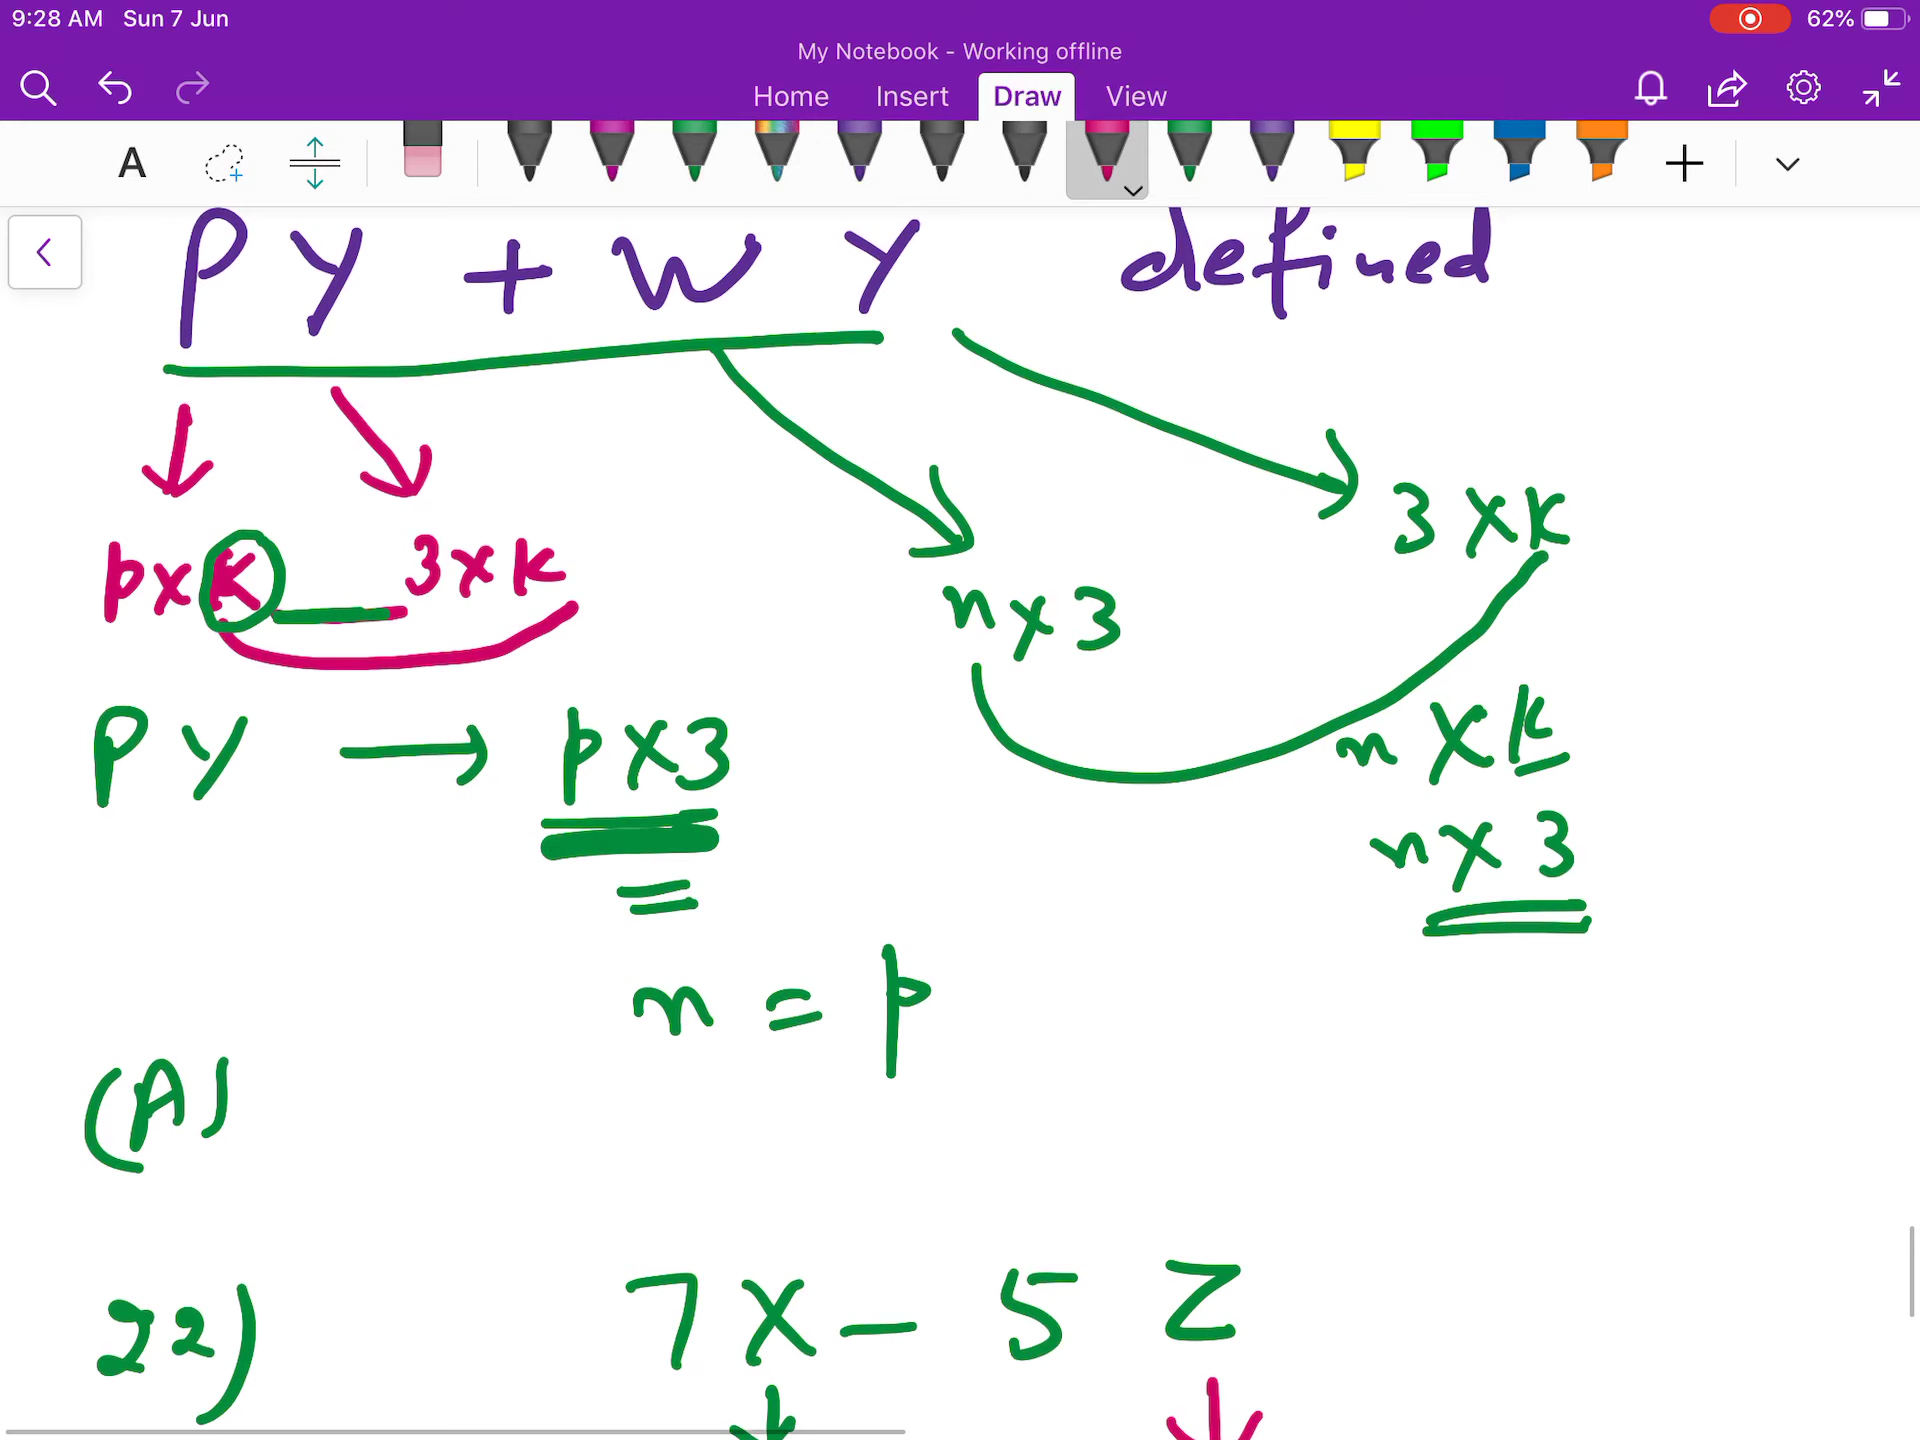 9:28 AM Sun 7 Jun
62%
My Notebook - Working offline
Home Insert Draw View
A
PY + WY defined
3×k
p×k 3×k
n×3
PY → p×3
n×k
n×3
n = p
(A)
22) 7X - 5Z